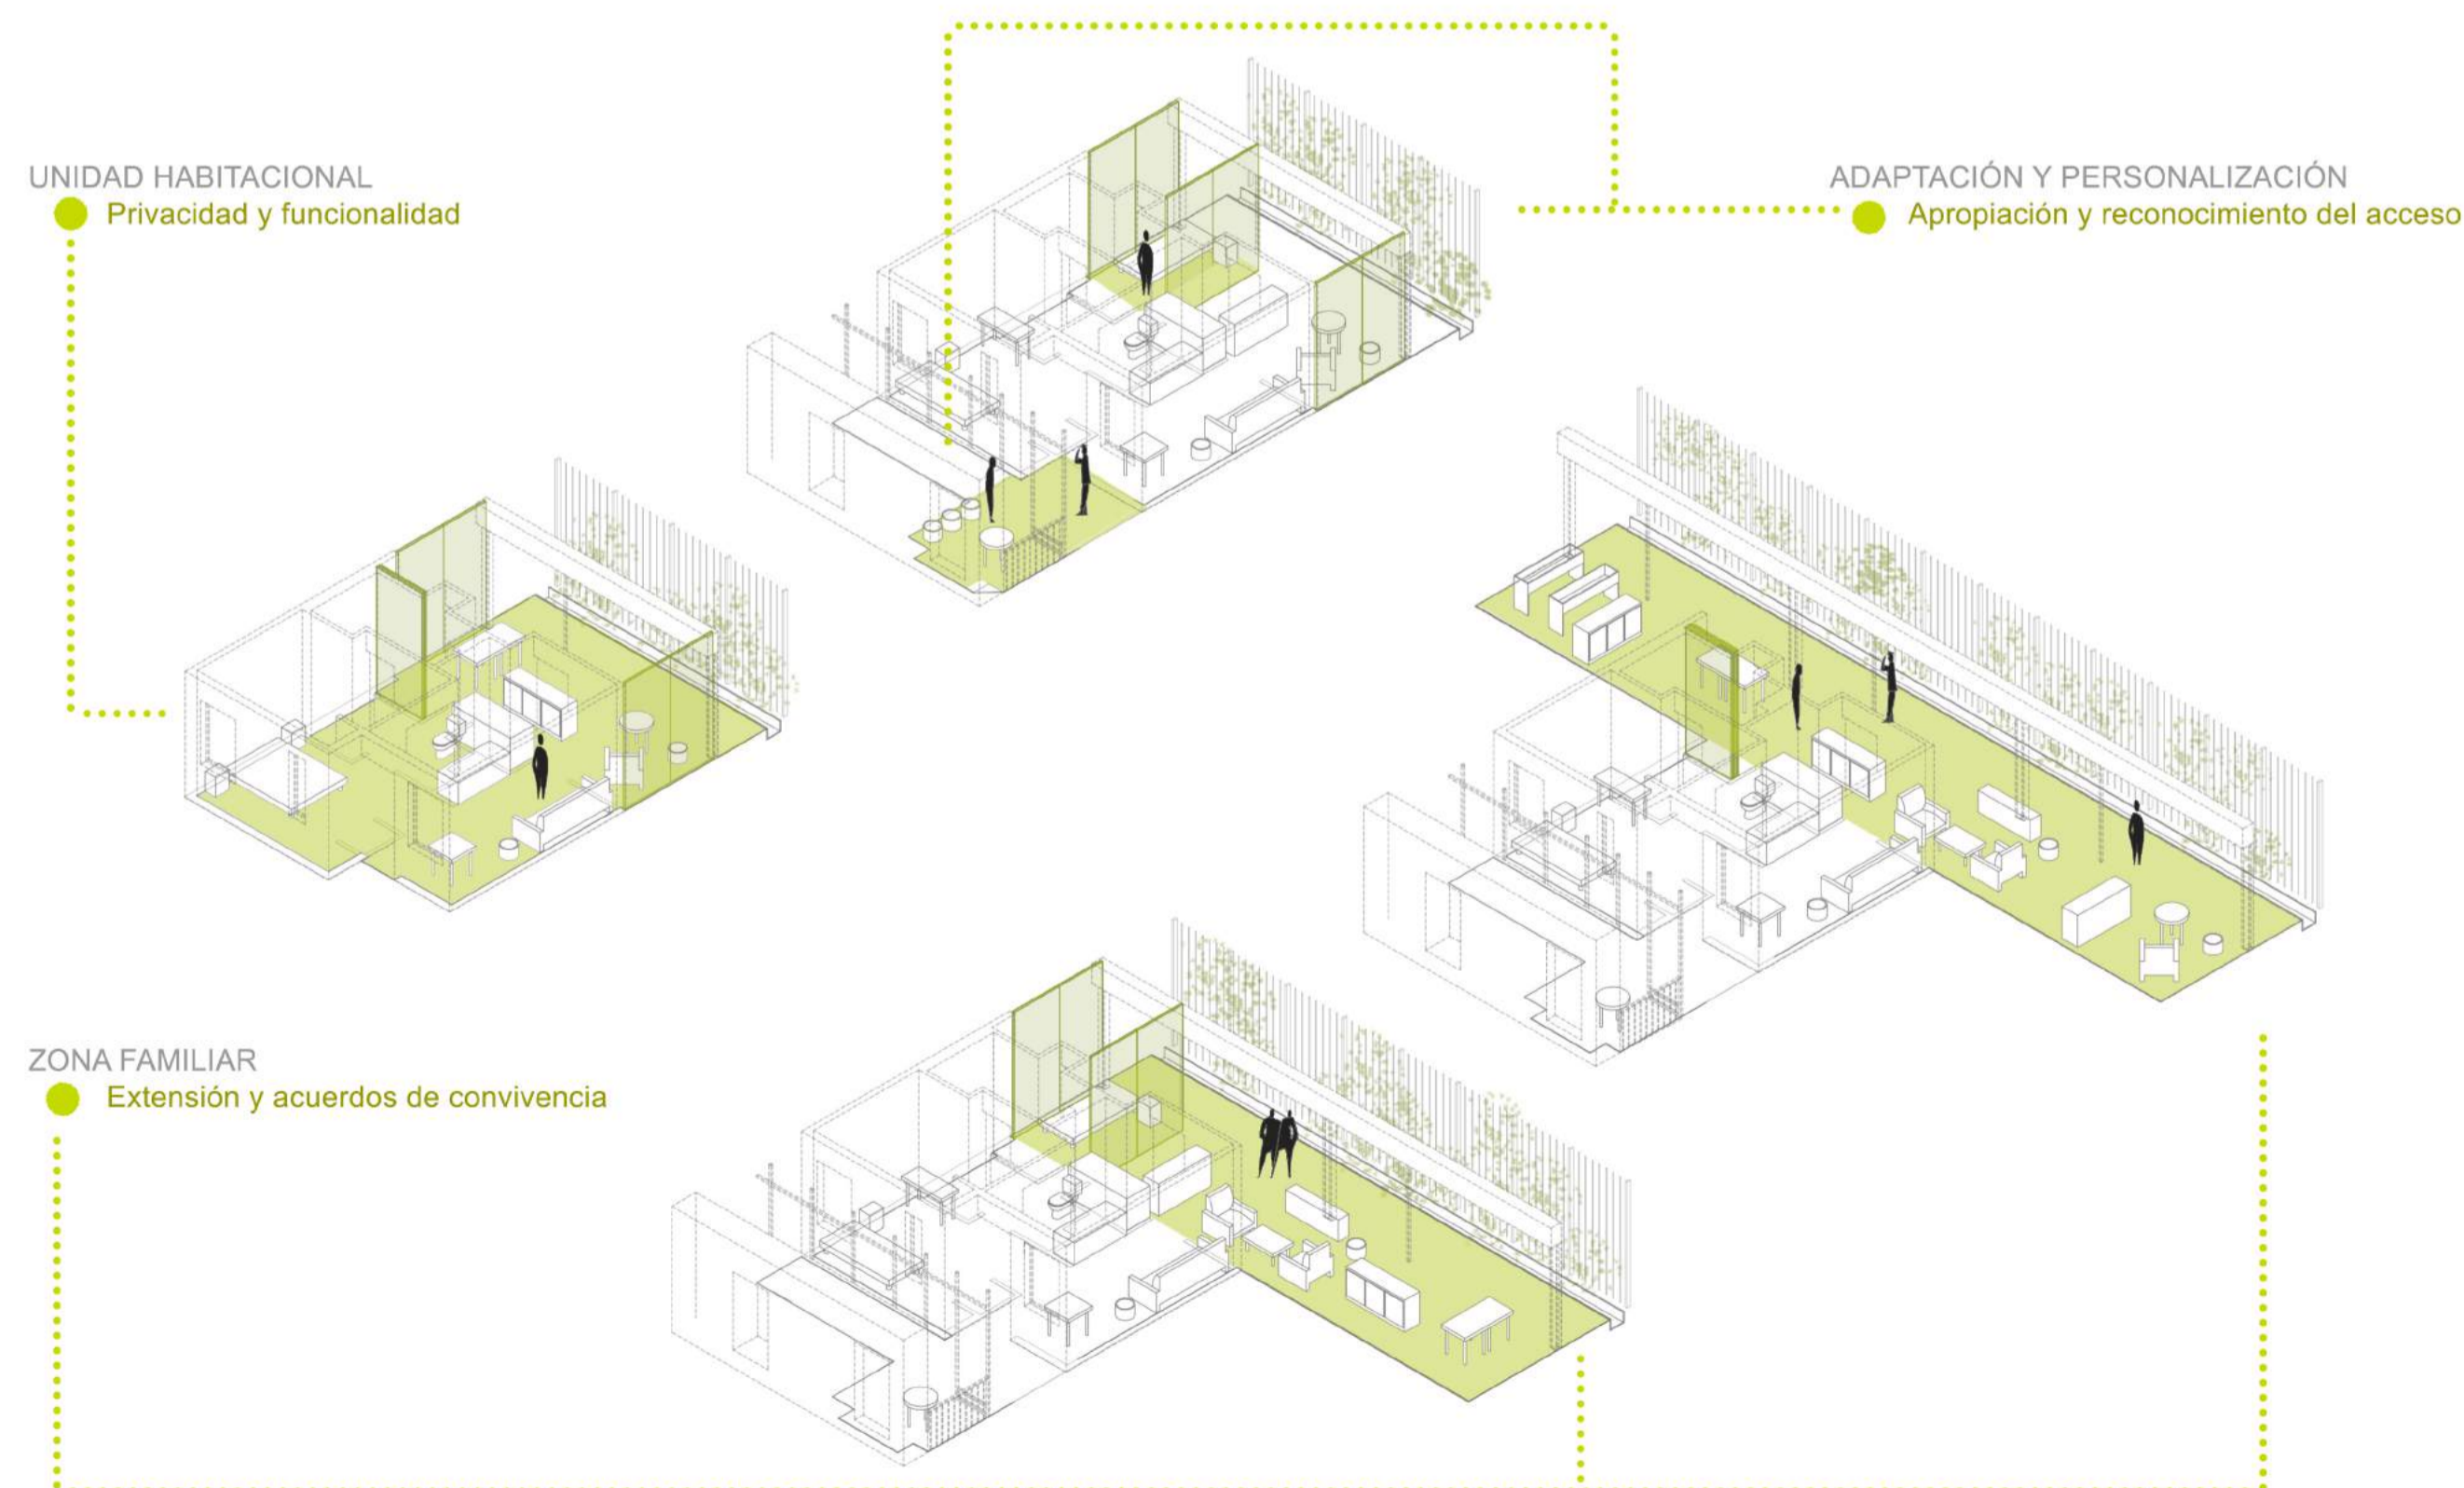 UNIDAD HABITACIONAL
Privacidad y funcionalidad
ADAPTACIÓN Y PERSONALIZACIÓN
Apropiación y reconocimiento del acceso
ZONA FAMILIAR
Extensión y acuerdos de convivencia